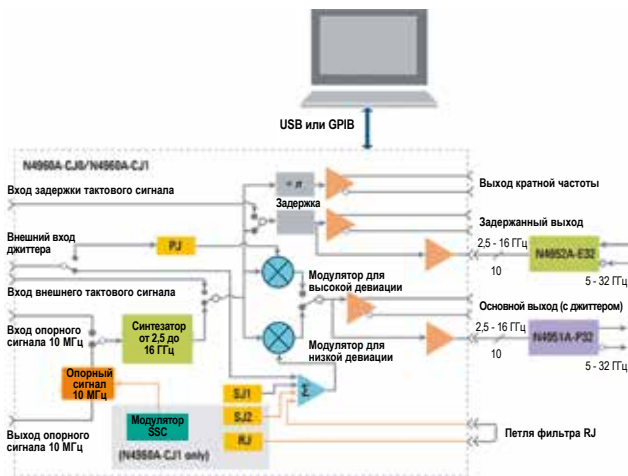 USB или GPIB
N4960A-CJ0/N4960A-CJ1
Вход задержки тактового сигнала
÷ n
Выход кратной частоты
Задержка
Задержанный выход
Внешний вход
джиттера
PJ
2,5 - 16 ГГц
N4952A-E32
10
5 - 32 ГГц
Модулятор для
высокой девиации
Вход внешнего тактового сигнала
Основной выход (с джиттером)
Вход опорного
сигнала 10 МГц
Синтезатор
от 2,5 до
16 ГГц
2,5 - 16 ГГц
N4951A-P32
10
5 - 32 ГГц
Модулятор для
низкой девиации
Опорный
сигнал
10 МГц
SJ1
Σ
SJ2
Модулятор
SSC
RJ
Выход опорного
сигнала 10 МГц
(N4960A-CJ1 only)
Петля фильтра RJ